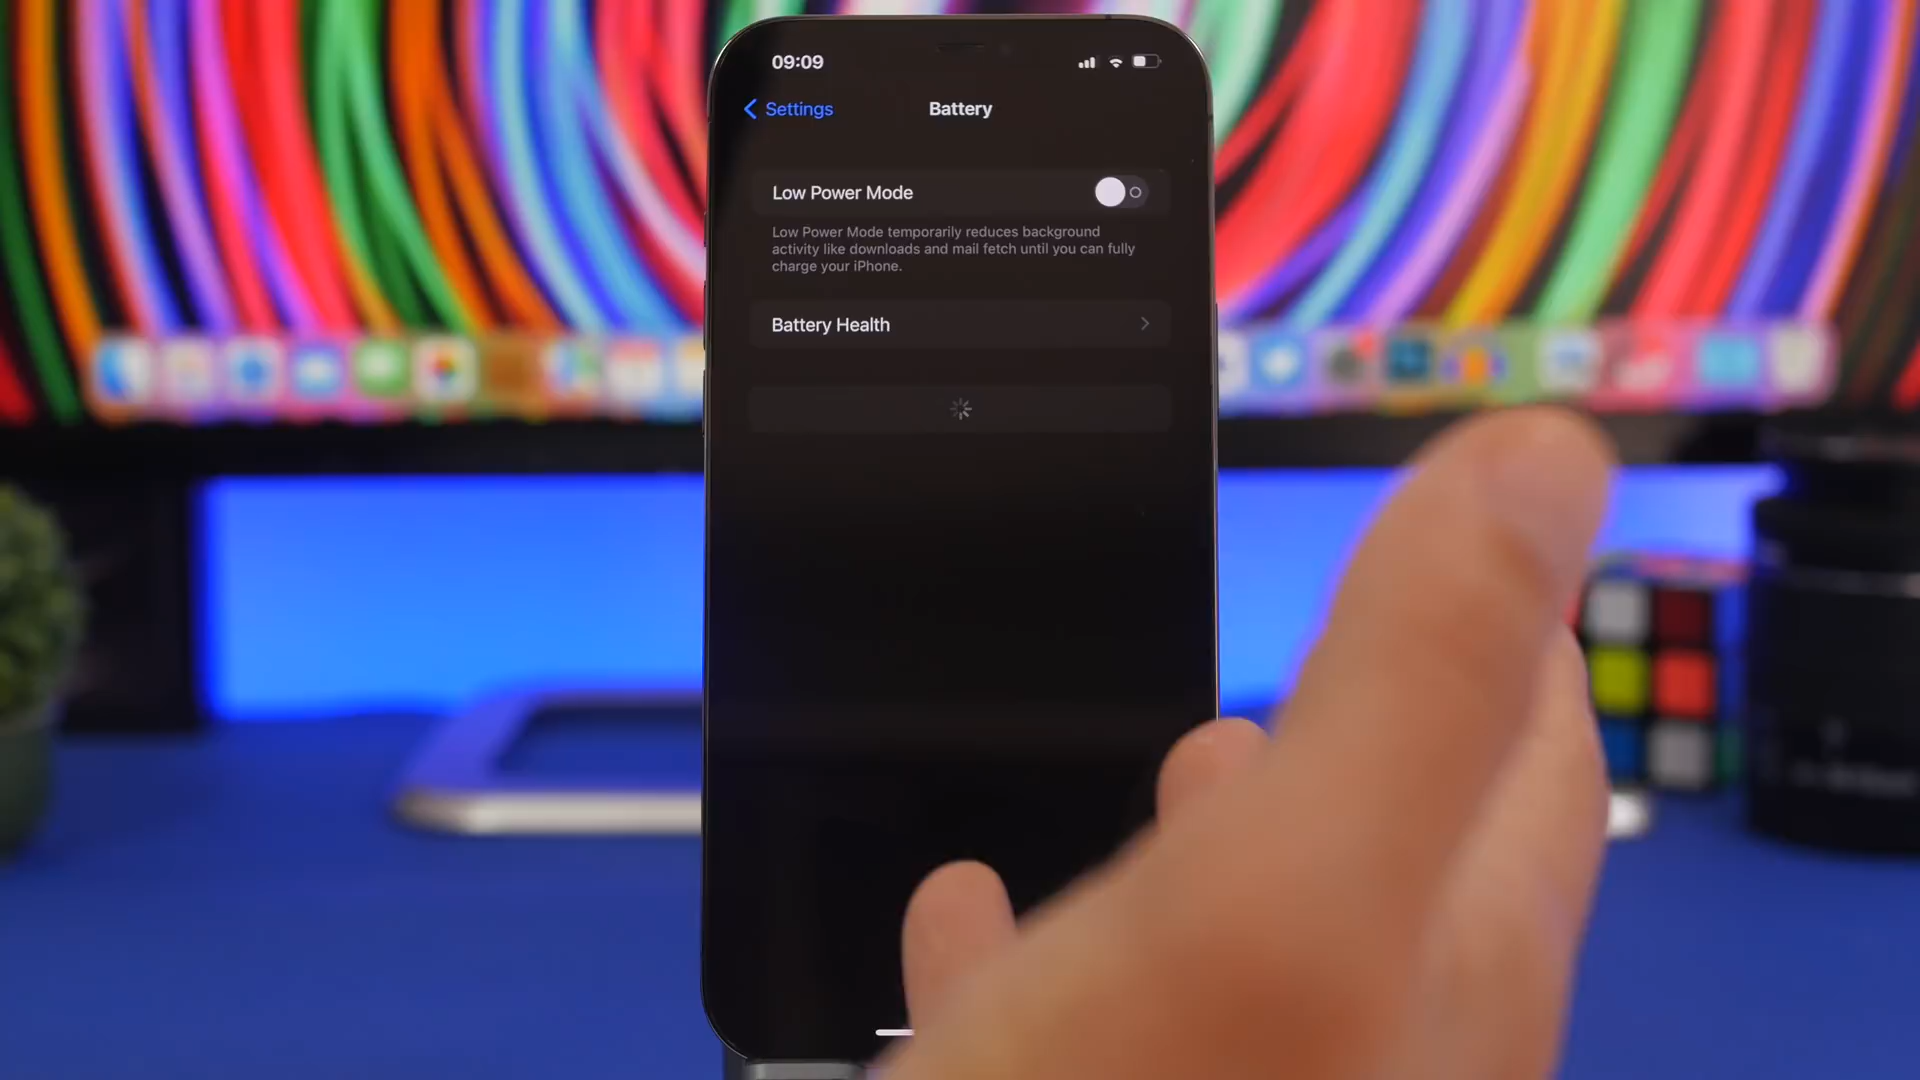 09:09
Settings
Battery
Low Power Mode
Low Power Mode temporarily reduces background
activity like downloads and mail fetch until you can fully
charge your iPhone.
Battery Health